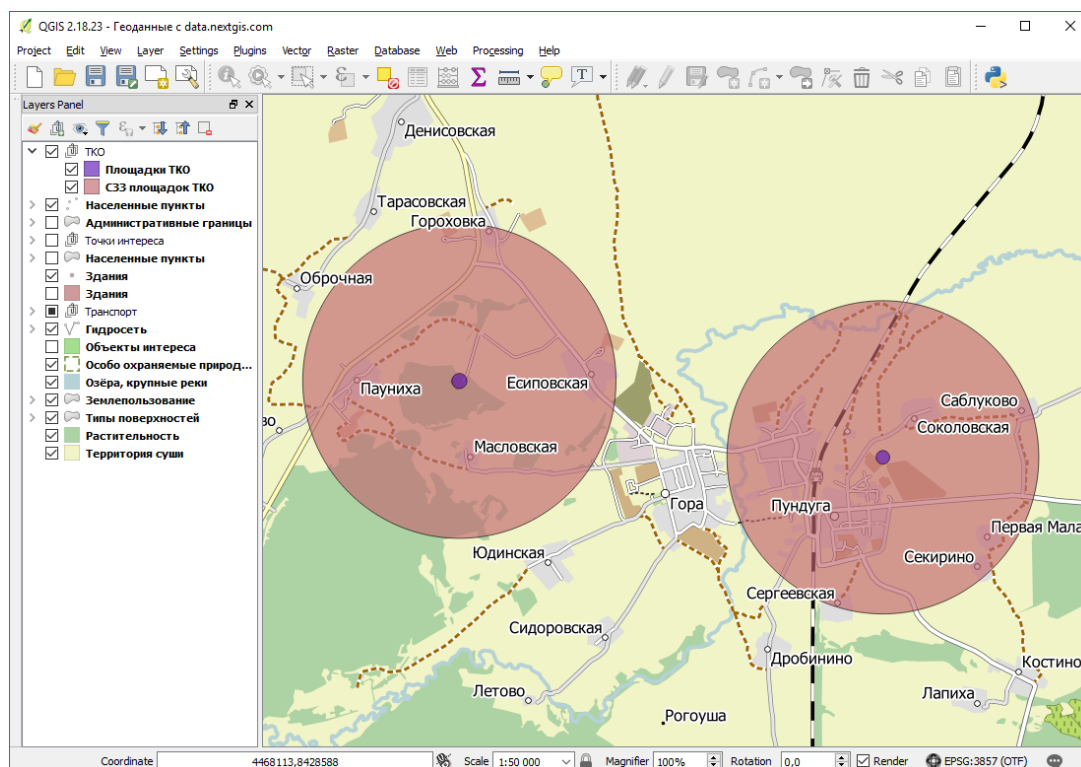 QGIS 2.18.23 - Геоданные с data.nextgis.com
Project Edit View Layer Settings Plugins Vector Raster Database Web Processing Help
Layers Panel
ТКО
Площадки ТКО
СЗЗ площадок ТКО
Населенные пункты
Административные границы
Точки интереса
Населенные пункты
Здания
Здания
Транспорт
Гидросеть
Объекты интереса
Особо охраняемые природ...
Озёра, крупные реки
Землепользование
Типы поверхностей
Растительность
Территория суши
Денисовская
Тарасовская
Гороховка
Оброчная
Пауниха
Есиповская
во
Масловская
Саблуково
Соколовская
Гора
Пундуга
Первая Мала
Юдинская
Секирино
Сергеевская
Сидоровская
Дробинино
Костино
Летово
Лапиха
Рогоуша
Coordinate 4468113,8428588 Scale 1:50 000 Magnifier 100% Rotation 0,0 Render EPSG:3857 (OTF)